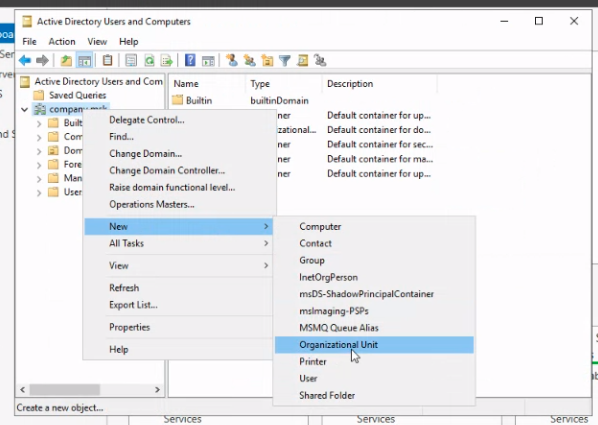 Active Directory Users and Computers
File Action View Help
Active Directory Users and Com
Saved Queries
Name Type Description
Builtin builtinDomain
ner Default container for up...
zational... Default container for do...
ner Default container for sec...
ner Default container for ma...
ner Default container for up...
Built
Com
Dom
Fore
Man
User
Delegate Control...
Find...
Change Domain...
Change Domain Controller...
Raise domain functional level...
Operations Masters...
New
All Tasks
View
Refresh
Export List...
Properties
Help
Computer
Contact
Group
InetOrgPerson
msDS-ShadowPrincipalContainer
msImaging-PSPs
MSMQ Queue Alias
Organizational Unit
Printer
User
Shared Folder
Create a new object...
Services Services Services